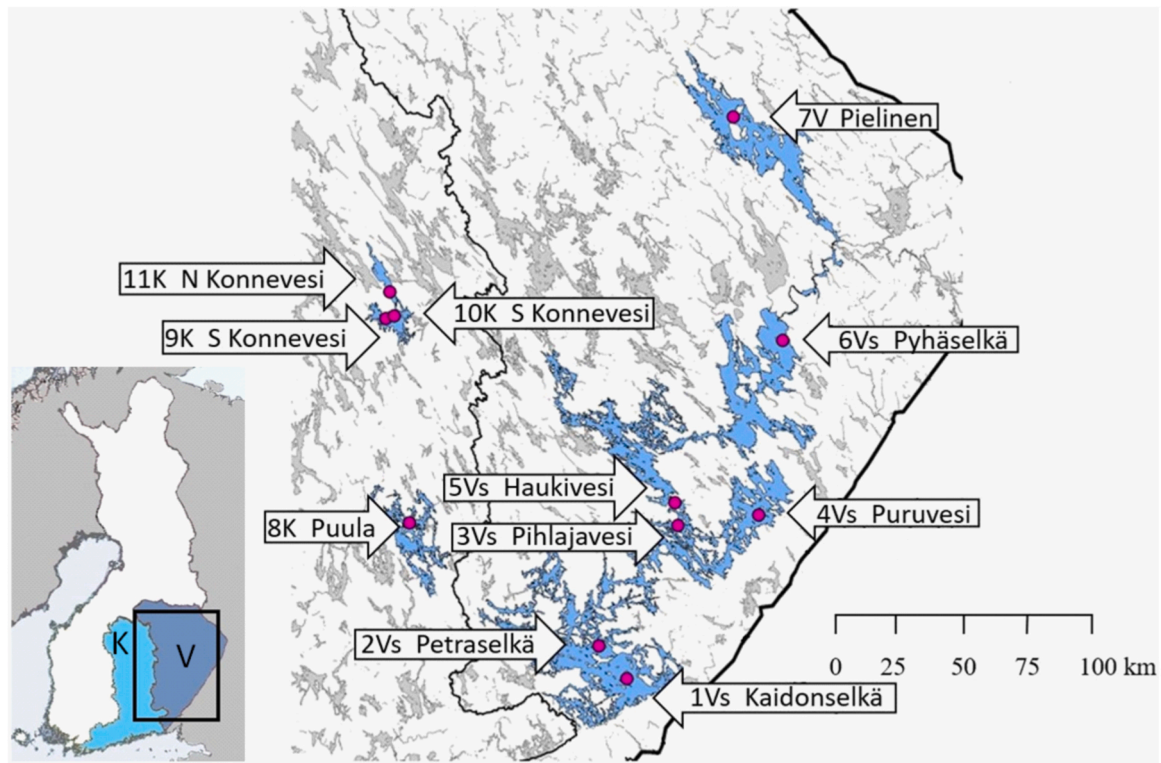 7V Pielinen
11K N Konnevesi
10K S Konnevesi
9K S Konnevesi
6Vs Pyhäselkä
5Vs Haukivesi
4Vs Puruvesi
8K Puula
3Vs Pihlajavesi
2Vs Petraselkä
K
V
0 25 50 75 100 km
1Vs Kaidonselkä